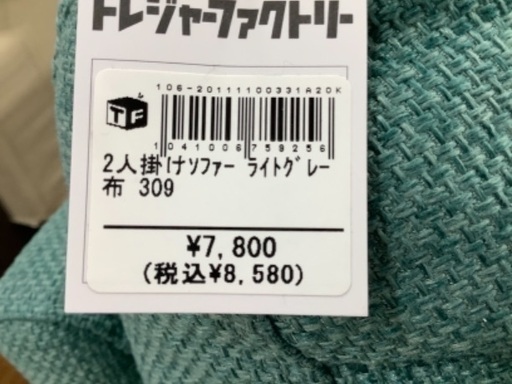 トレジャーファクトリー
106-201111100331A20K
TF
1041006759256
2人掛けソファー ライトグレー
布 309
¥7,800
(税込¥8,580)